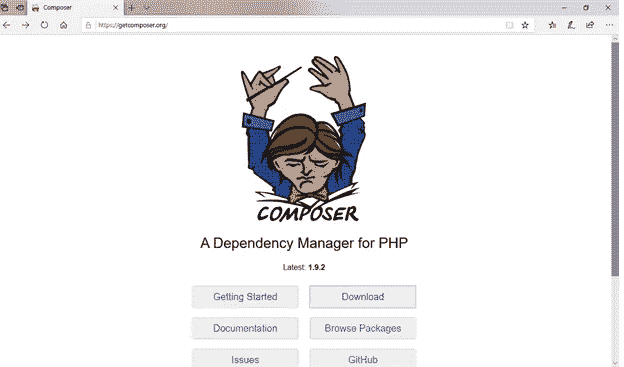 Composer
https://getcomposer.org/
COMPOSER
A Dependency Manager for PHP
Latest: 1.9.2
Getting Started
Download
Documentation
Browse Packages
Issues
GitHub